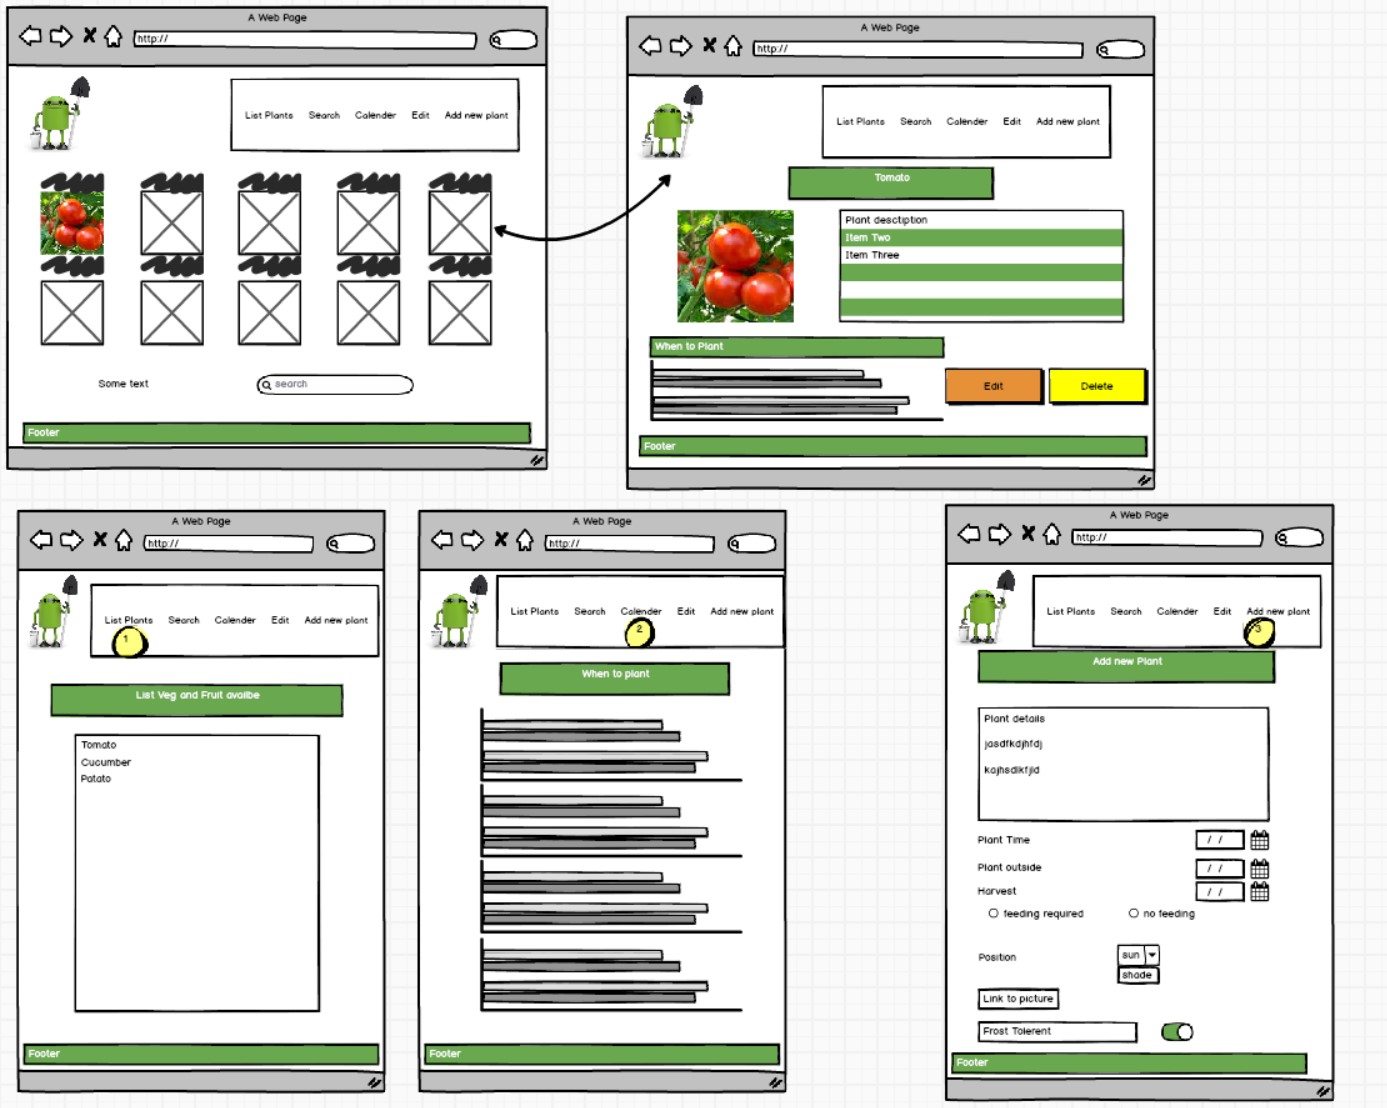 A Web Page
http://
List Plants Search Calender Edit Add new plant
Some text
search
Footer
A Web Page
http://
List Plants Search Calender Edit Add new plant
Tomato
Plant desctiption
Item Two
Item Three
When to Plant
Edit Delete
Footer
A Web Page
http://
List Plants Search Calender Edit Add new plant
1
List Veg and Fruit availbe
Tomato
Cucumber
Patato
Footer
A Web Page
http://
List Plants Search Calender Edit Add new plant
2
When to plant
Footer
A Web Page
http://
List Plants Search Calender Edit Add new plant
3
Add new Plant
Plant details
jasdfkdjhfdj
kajhsdlkfjld
Plant Time / /
Plant outside / /
Harvest / /
feeding required no feeding
Position sun
shade
Link to picture
Frost Tolerent
Footer